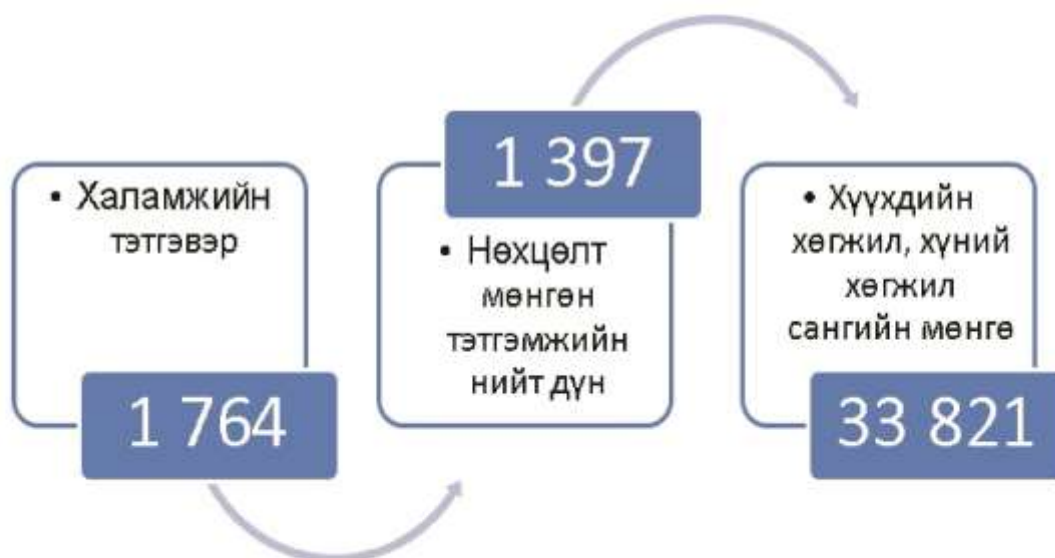 • Халамжийн
тэтгэвэр
1 764
1 397
• Нөхцөлт
мөнгөн
тэтгэмжийн
нийт дүн
• Хүүхдийн
хөгжил, хүний
хөгжил
сангийн мөнгө
33 821